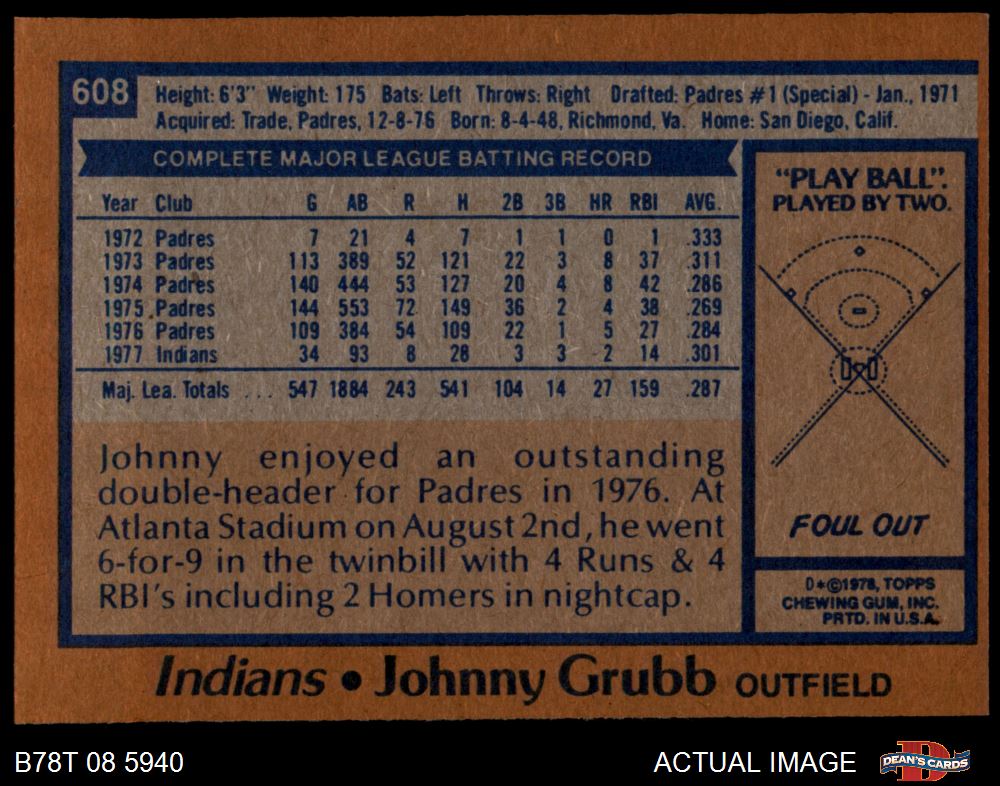 608
Height: 6'3" Weight: 175 Bats: Left Throws: Right Drafted: Padres #1 (Special) - Jan., 1971
Acquired: Trade, Padres, 12-8-76 Born: 8-4-48, Richmond, Va. Home: San Diego, Calif.
COMPLETE MAJOR LEAGUE BATTING RECORD
Year Club G AB R H 2B 3B HR RBI AVG.
1972 Padres 7 21 4 7 1 1 0 1 .333
1973 Padres 113 389 52 121 22 3 8 37 .311
1974 Padres 140 444 53 127 20 4 8 42 .286
1975 Padres 144 553 72 149 36 2 4 38 .269
1976 Padres 109 384 54 109 22 1 5 27 .284
1977 Indians 34 93 8 28 3 3 2 14 .301
Maj. Lea. Totals ... 547 1884 243 541 104 14 27 159 .287
Johnny enjoyed an outstanding
double-header for Padres in 1976. At
Atlanta Stadium on August 2nd, he went
6-for-9 in the twinbill with 4 Runs & 4
RBI's including 2 Homers in nightcap.
"PLAY BALL".
PLAYED BY TWO.
FOUL OUT
D*©1978, TOPPS
CHEWING GUM, INC.
PRTD. IN U.S.A.
Indians • Johnny Grubb OUTFIELD
B78T 08 5940
ACTUAL IMAGE
D
DEAN'S CARDS